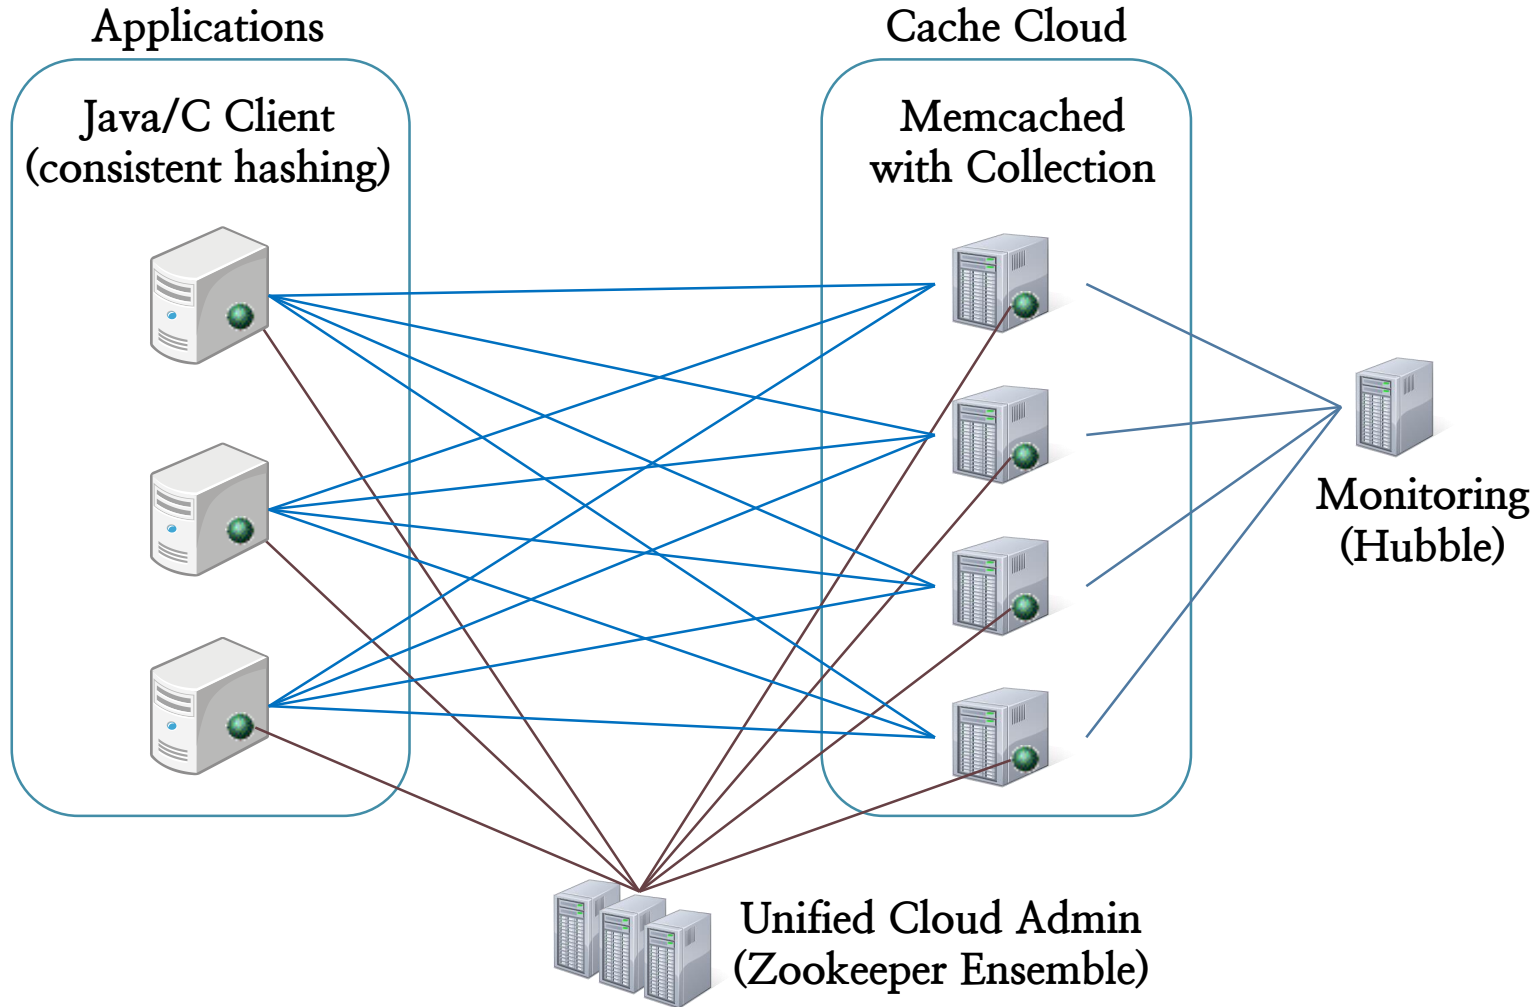 Applications
Java/C Client
(consistent hashing)
Cache Cloud
Memcached
with Collection
Monitoring
(Hubble)
Unified Cloud Admin
(Zookeeper Ensemble)